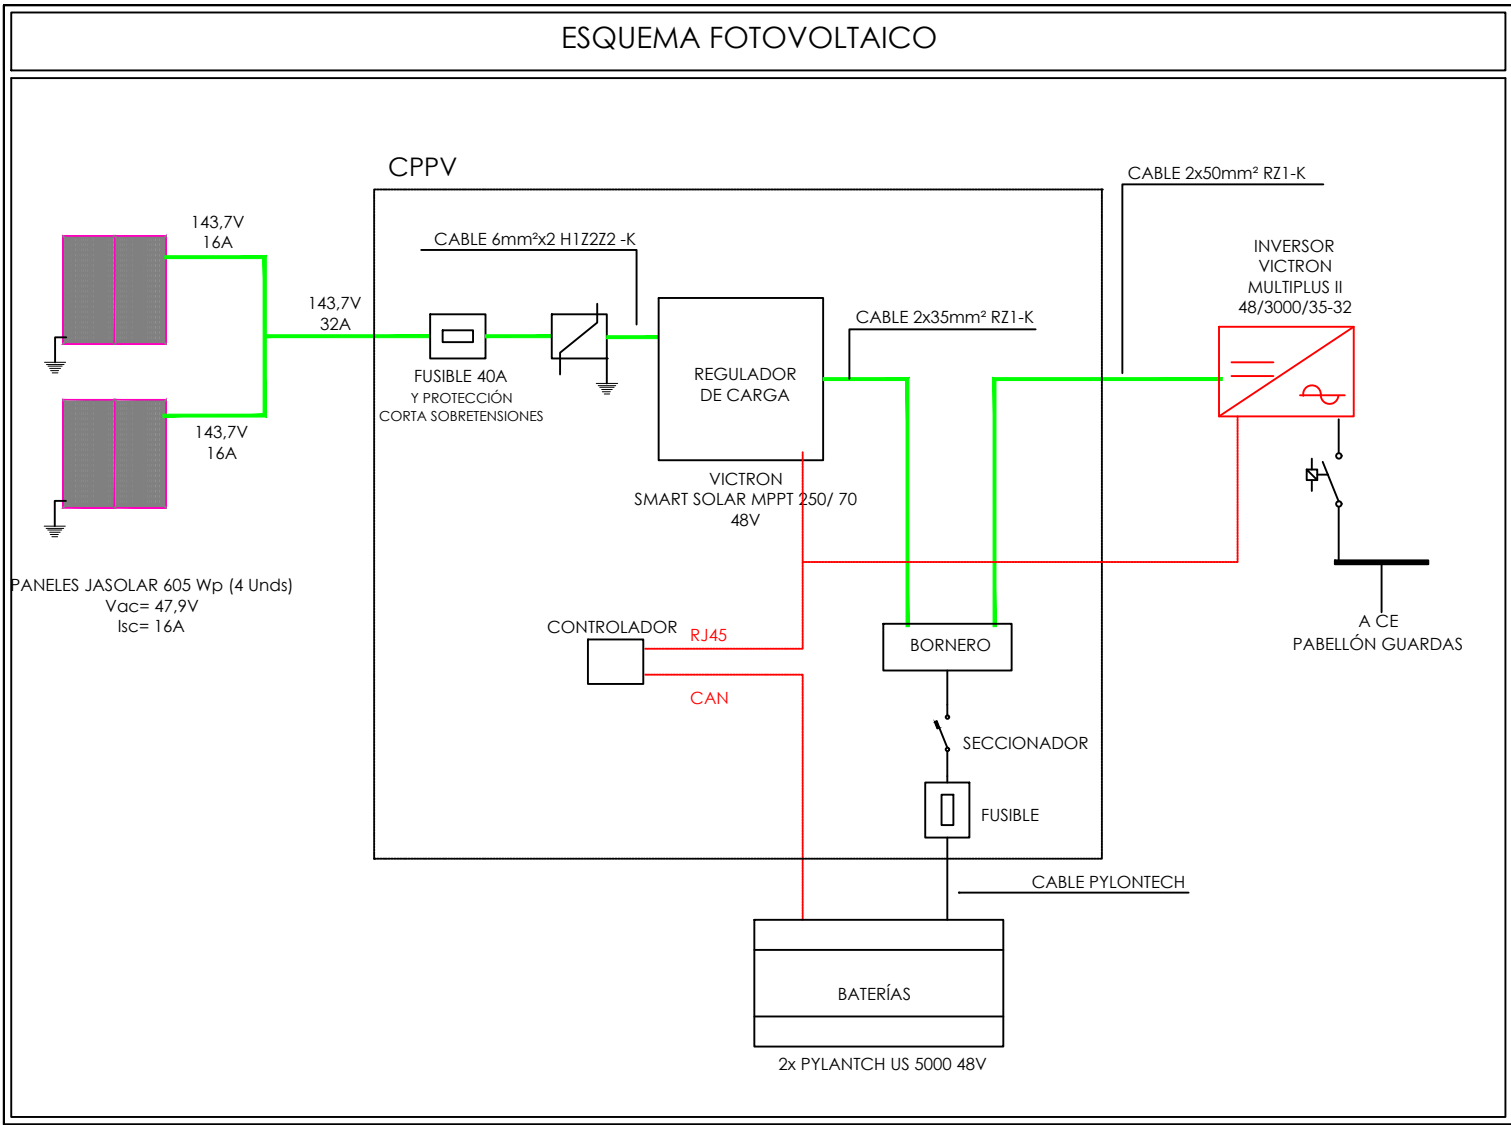 ESQUEMA FOTOVOLTAICO
CPPV
CABLE 2x50mm² RZ1-K
143,7V
16A
CABLE 6mm²x2 H1Z2Z2 -K
INVERSOR
VICTRON
MULTIPLUS II
48/3000/35-32
143,7V
32A
CABLE 2x35mm² RZ1-K
FUSIBLE 40A
Y PROTECCIÓN
CORTA SOBRETENSIONES
REGULADOR
DE CARGA
143,7V
16A
VICTRON
SMART SOLAR MPPT 250/ 70
48V
PANELES JASOLAR 605 Wp (4 Unds)
Vac= 47,9V
Isc= 16A
CONTROLADOR
RJ45
CAN
BORNERO
A CE
PABELLÓN GUARDAS
SECCIONADOR
FUSIBLE
CABLE PYLONTECH
BATERÍAS
2x PYLANTCH US 5000 48V